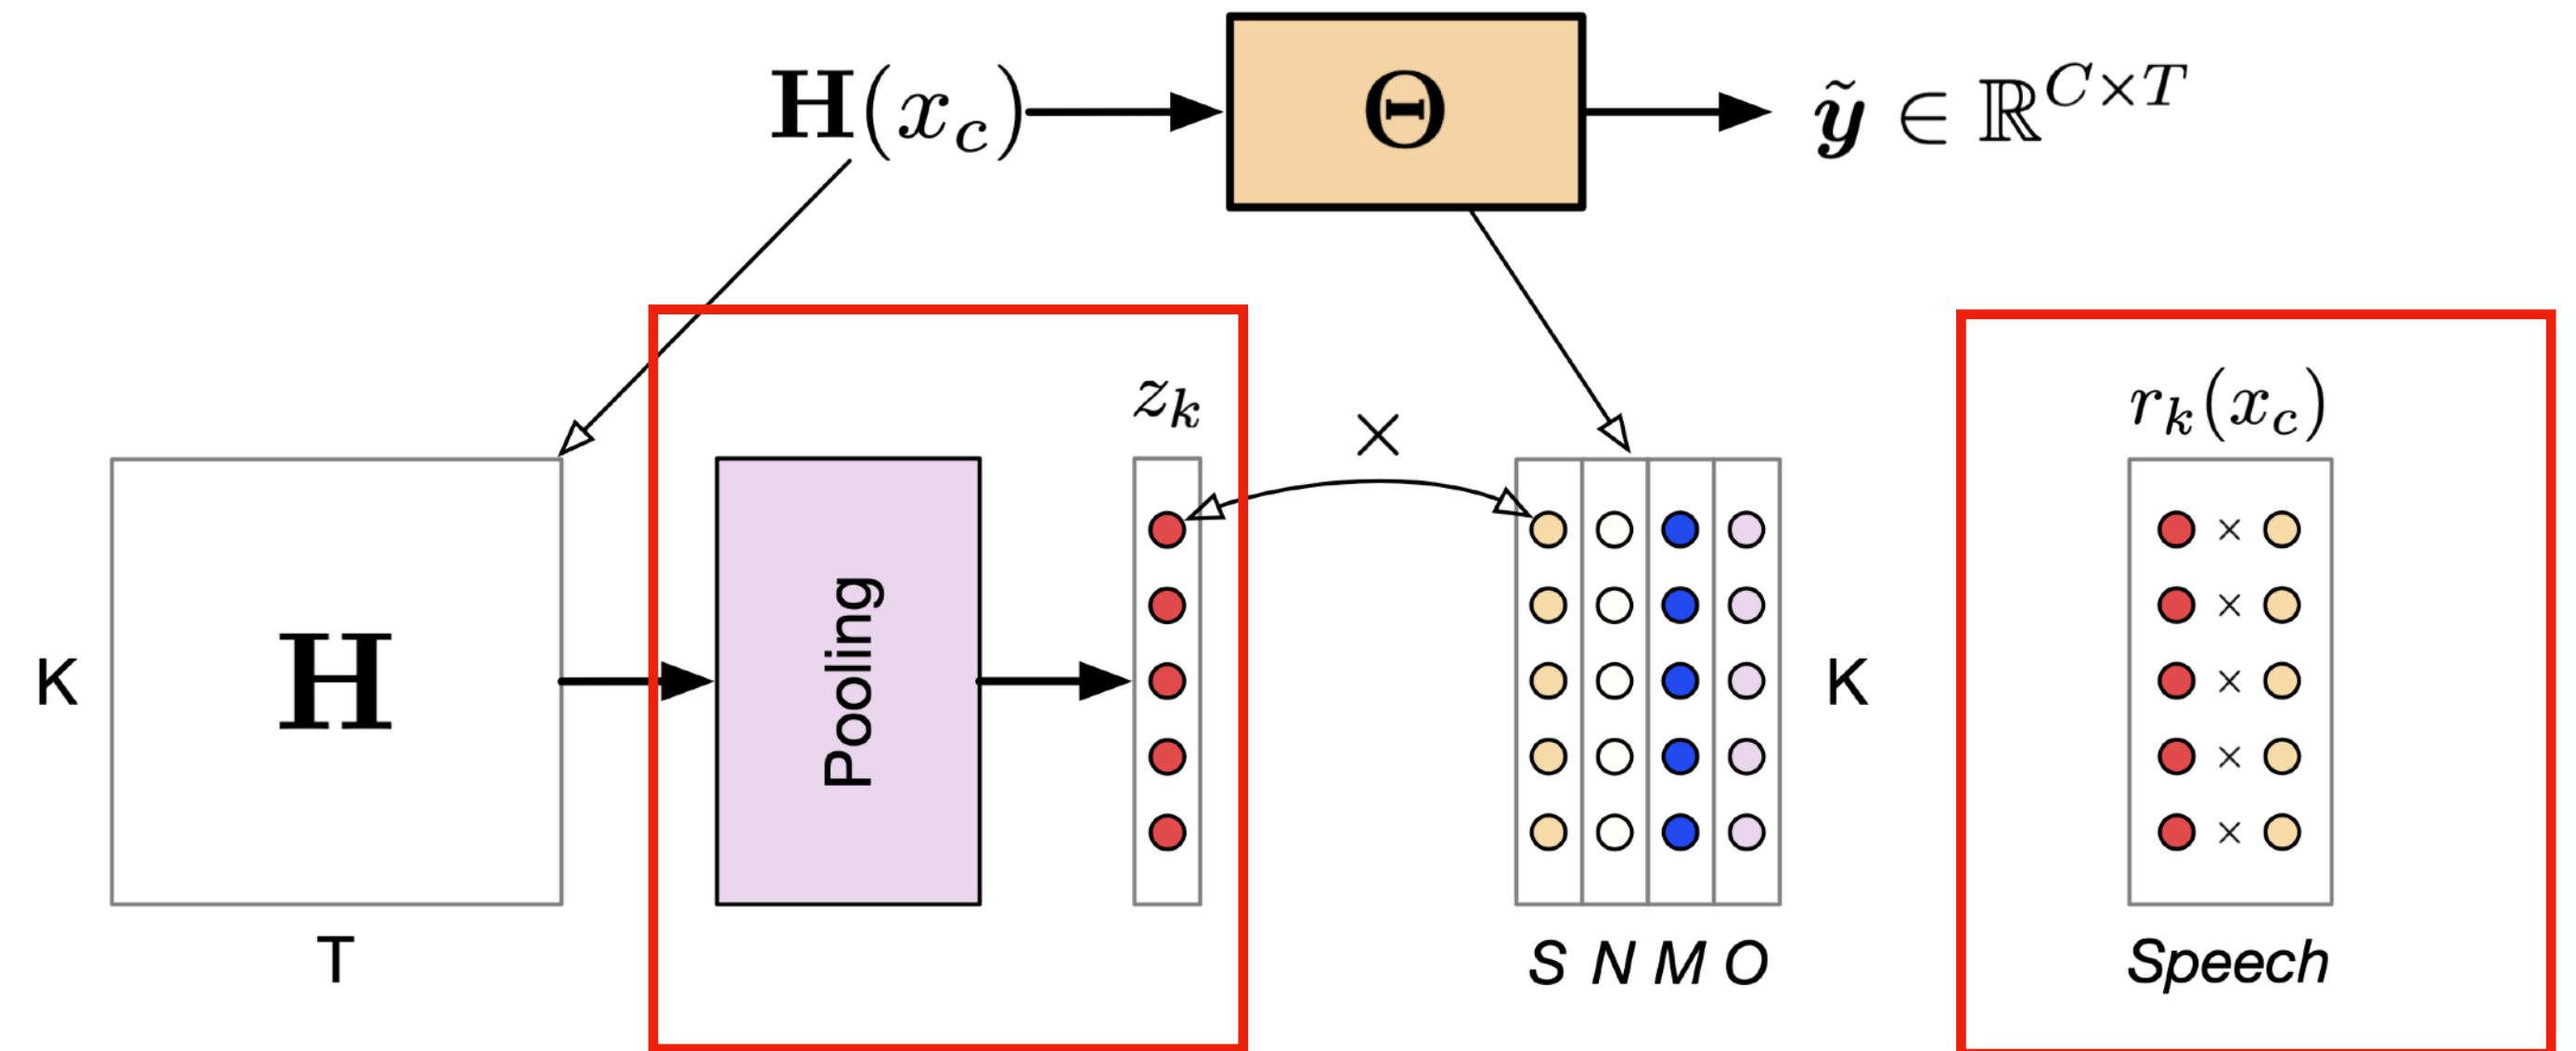 H(x_c) Θ ỹ ∈ ℝ^{C×T}
z_k × r_k(x_c)
K H Pooling K
× 
×
×
×
×
T S N M O Speech